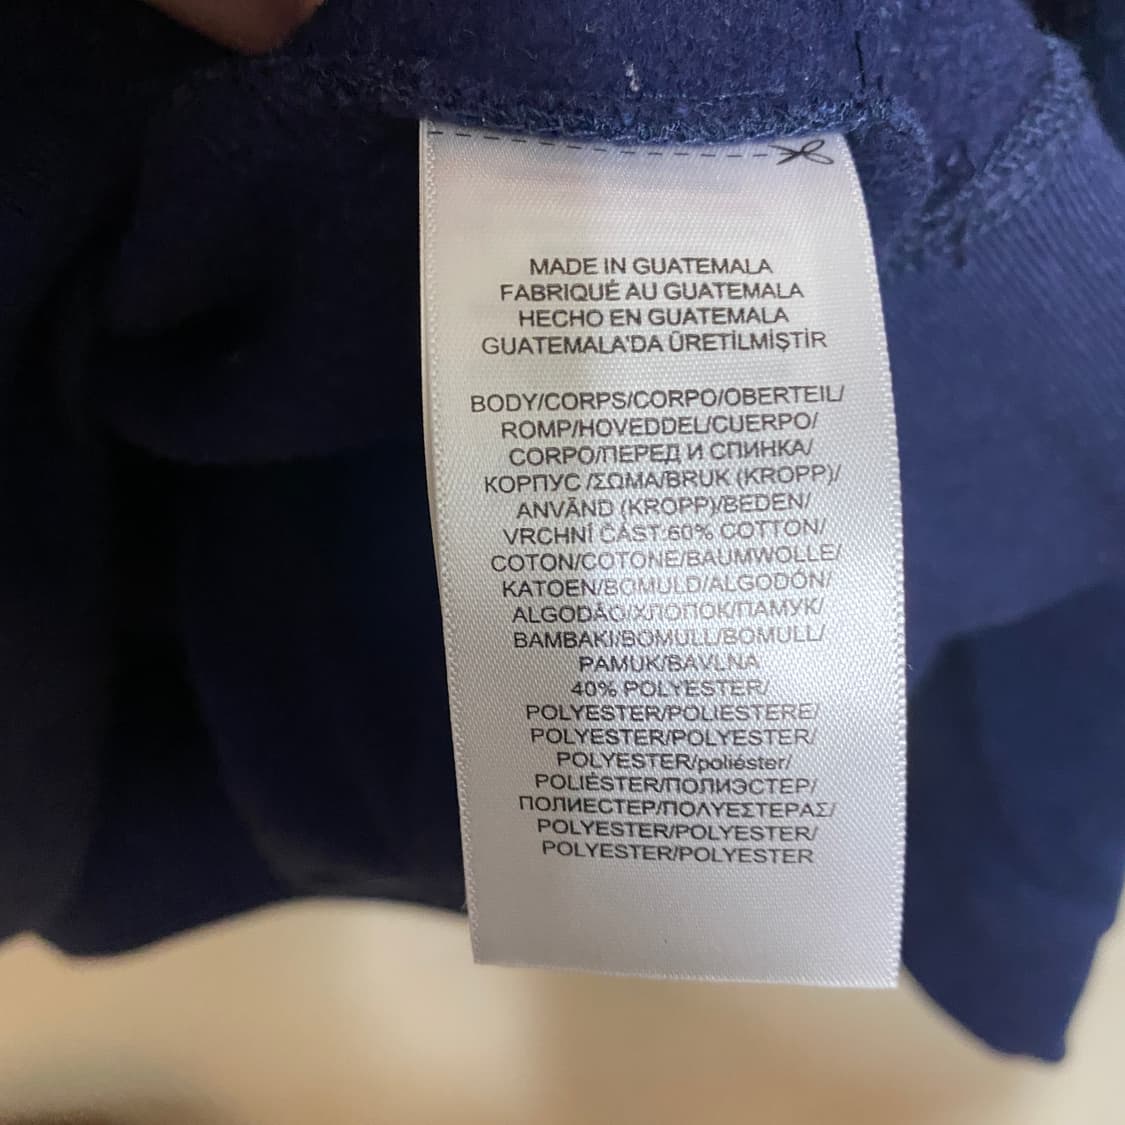 MADE IN GUATEMALA
FABRIQUÉ AU GUATEMALA
HECHO EN GUATEMALA
GUATEMALA'DA ÜRETİLMİŞTİR
BODY/CORPS/CORPO/OBERTEIL/
ROMP/HOVEDDEL/CUERPO/
CORPO/ПЕРЕД И СПИНКА/
КОРПУС /ΣΩΜΑ/BRUK (KROPP)/
ANVÄND (KROPP)/BEDEN/
VRCHNÍ ČÁST:60% COTTON/
COTON/COTONE/BAUMWOLLE/
KATOEN/BOMULD/ALGODÓN/
ALGODÃO/ХЛОПОК/ПАМУК/
BAMBAKI/BOMULL/BOMULL/
PAMUK/BAVLNA
40% POLYESTER/
POLYESTER/POLIESTERE/
POLYESTER/POLYESTER/
POLYESTER/poliéster/
POLIÉSTER/ПОЛИЭСТЕР/
ПОЛИЕСТЕР/ΠΟΛΥΕΣΤΕΡΑΣ/
POLYESTER/POLYESTER/
POLYESTER/POLYESTER